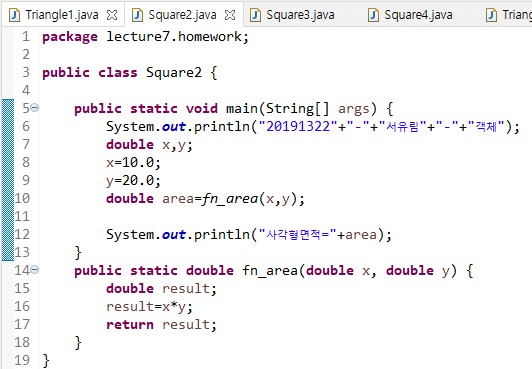 Triangle1.java Square2.java Square3.java Square4.java Triang
1 package lecture7.homework;
2
3 public class Square2 {
4
5 public static void main(String[] args) {
6 System.out.println("20191322"+"-"+"서유림"+"-"+"객체");
7 double x,y;
8 x=10.0;
9 y=20.0;
10 double area=fn_area(x,y);
11
12 System.out.println("사각형면적="+area);
13 }
14 public static double fn_area(double x, double y) {
15 double result;
16 result=x*y;
17 return result;
18 }
19 }